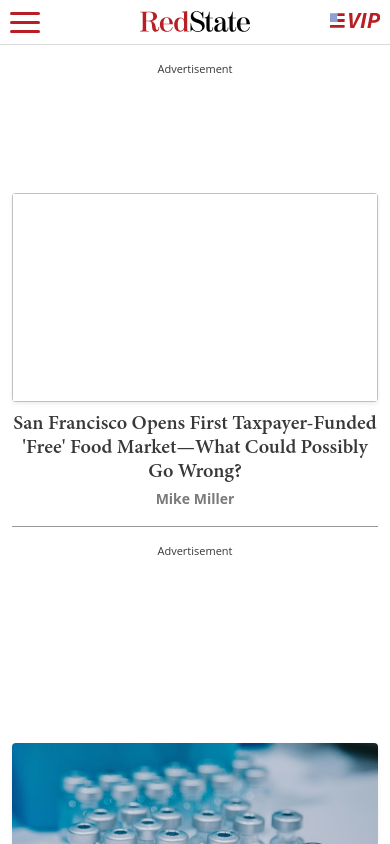 RedState
VIP
Advertisement
San Francisco Opens First Taxpayer-Funded
'Free' Food Market—What Could Possibly
Go Wrong?
Mike Miller
Advertisement